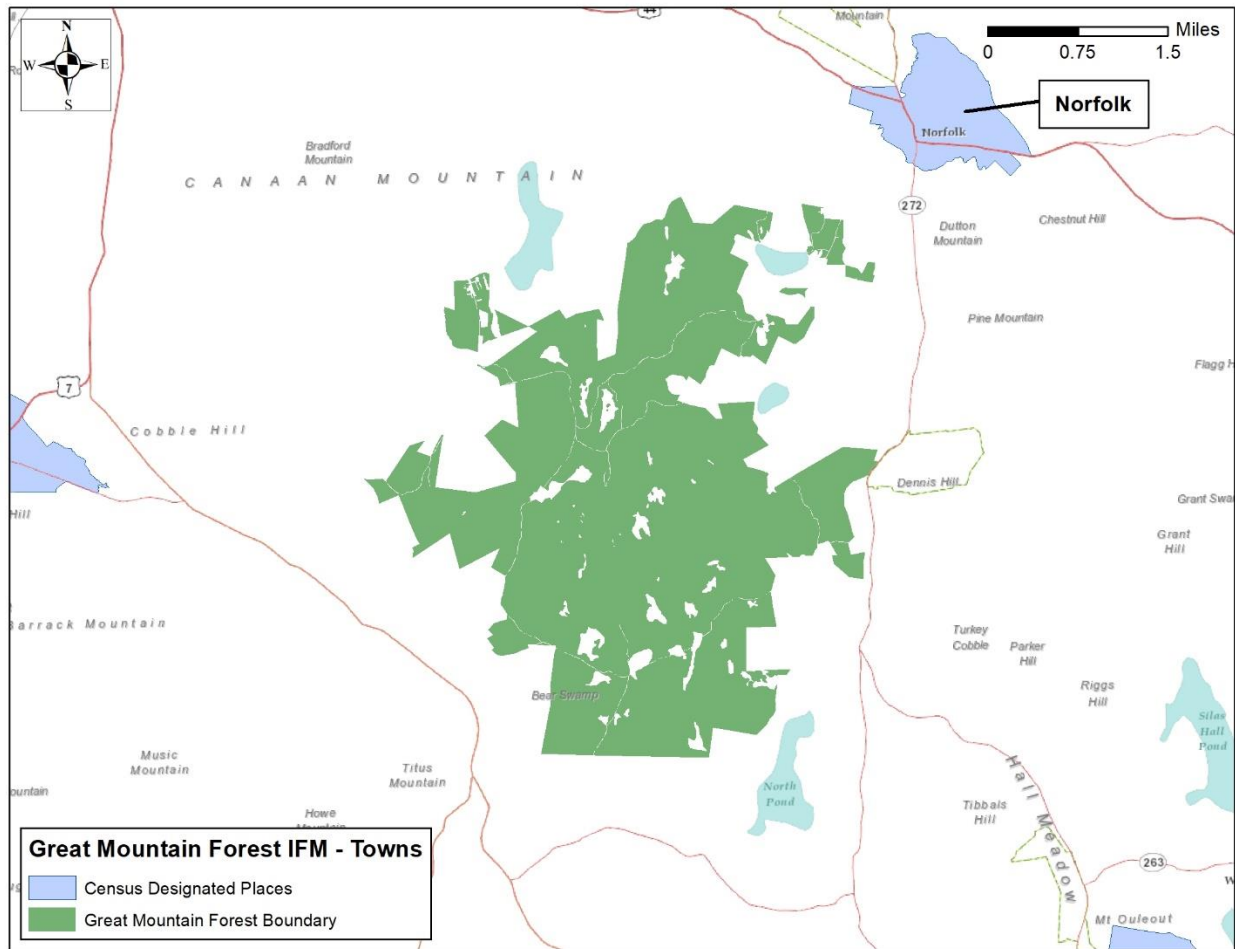 44
Mountain
Miles
0 0.75 1.5
N
W E
S
Norfolk
Norfolk
Bradford
Mountain
CANAAN MOUNTAIN
272
Dutton
Mountain
Chestnut Hill
Pine Mountain
Flagg H
7
Cobble Hill
Dennis Hill
Grant Swa
Hill
Grant
Hill
Barrack Mountain
Turkey
Cobble
Parker
Hill
Riggs
Hill
Bear Swamp
Silas
Hall
Pond
Music
Mountain
Titus
Mountain
North
Pond
ountain
Howe
Tibbals
Hill
Hall Meadow
263
W
Mt Ouleout
Great Mountain Forest IFM - Towns
Census Designated Places
Great Mountain Forest Boundary